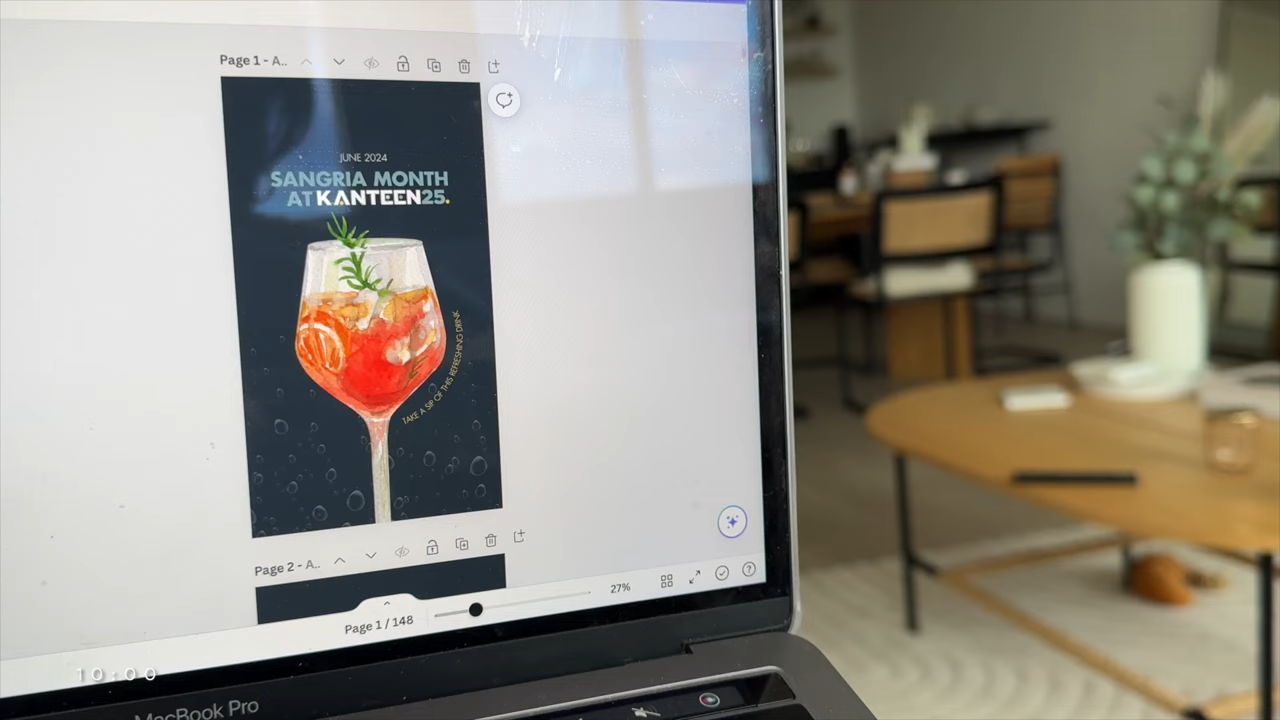 Page 1 - A..
JUNE 2024
SANGRIA MONTH
AT KANTEEN25.
TAKE A SIP OF THIS REFRESHING DRINK
Page 2 - A..
27%
Page 1 / 148
10:00
MacBook Pro